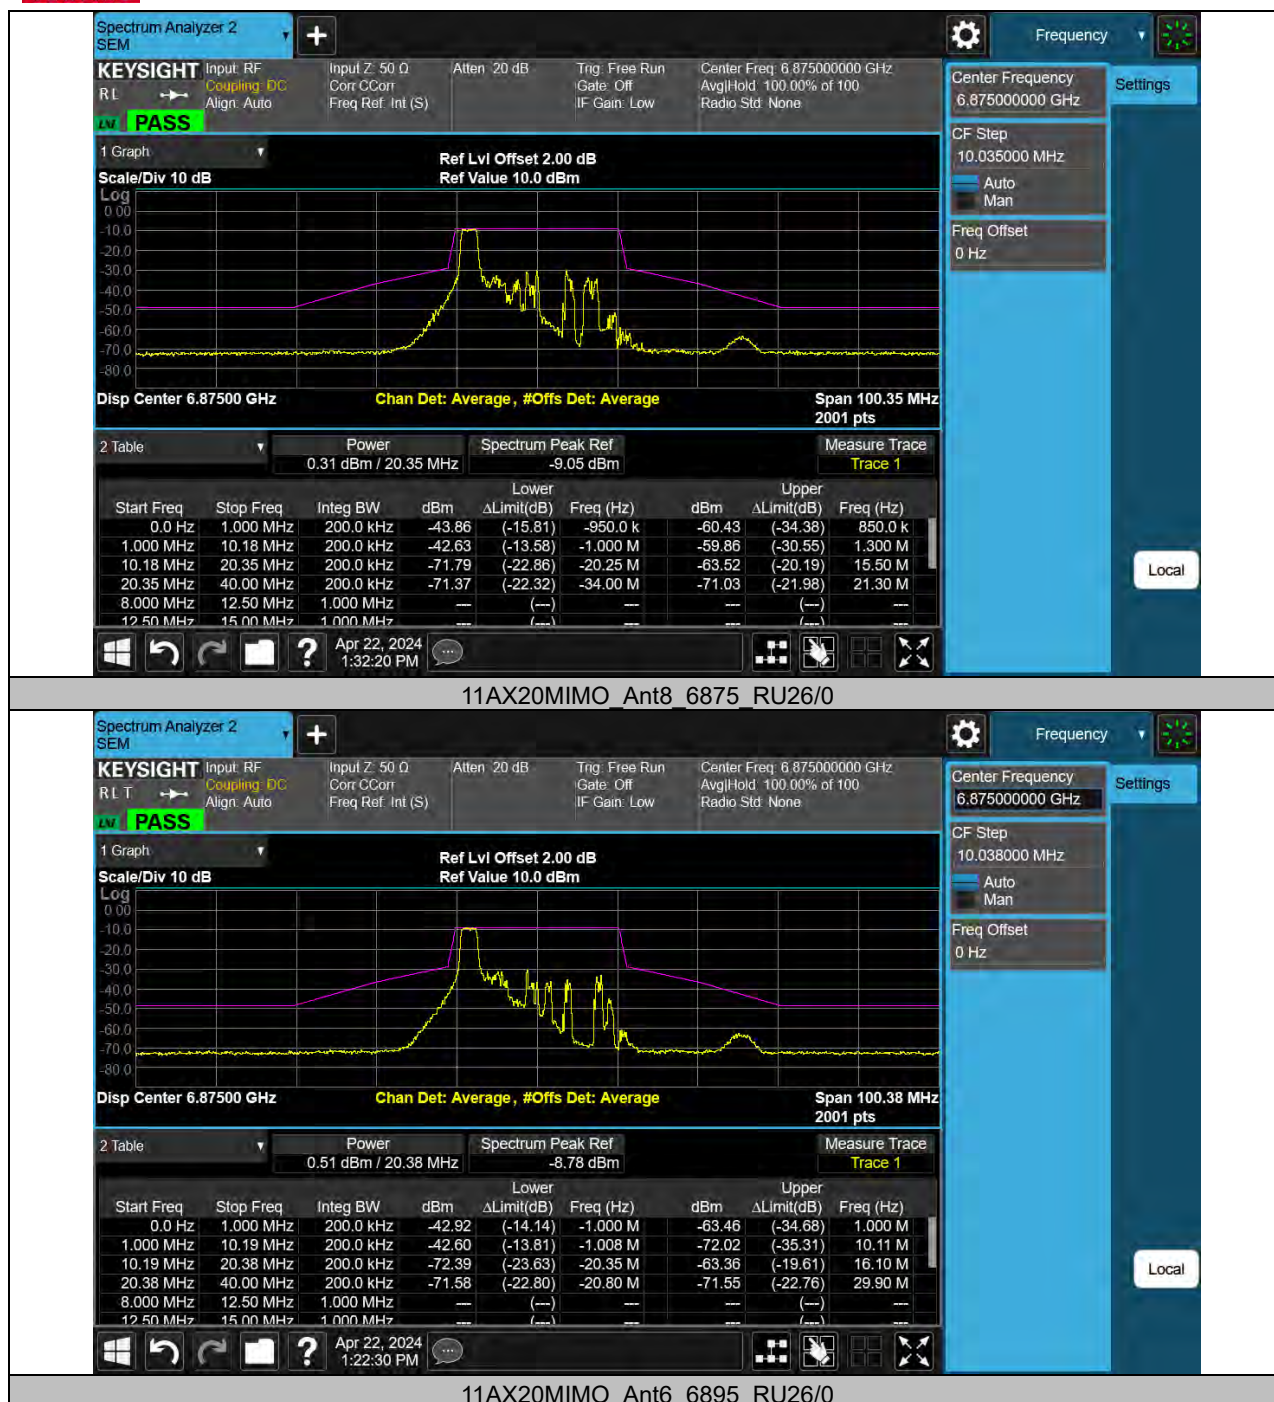 Spectrum Analyzer 2
SEM
Frequency
KEYSIGHT
Input: RF
Coupling: DC
Align: Auto
Input Z: 50 Ω
Corr CCorr
Freq Ref: Int (S)
Atten: 20 dB
Trig: Free Run
Gate: Off
IF Gain: Low
Center Freq: 6.875000000 GHz
Avg|Hold: 100.00% of 100
Radio Std: None
RL
LXI
PASS
Center Frequency
6.875000000 GHz
Settings
CF Step
10.035000 MHz
Auto
Man
Freq Offset
0 Hz
Local
1 Graph
Scale/Div 10 dB
Ref Lvl Offset 2.00 dB
Ref Value 10.0 dBm
Log
0.00
-10.0
-20.0
-30.0
-40.0
-50.0
-60.0
-70.0
-80.0
Disp Center 6.87500 GHz
Chan Det: Average, #Offs Det: Average
Span 100.35 MHz
2001 pts
2 Table
Power
0.31 dBm / 20.35 MHz
Spectrum Peak Ref
-9.05 dBm
Measure Trace
Trace 1
Lower Upper
Start Freq Stop Freq Integ BW dBm ΔLimit(dB) Freq (Hz) dBm ΔLimit(dB) Freq (Hz)
0.0 Hz 1.000 MHz 200.0 kHz -43.86 (-15.81) -950.0 k -60.43 (-34.38) 850.0 k
1.000 MHz 10.18 MHz 200.0 kHz -42.63 (-13.58) -1.000 M -59.86 (-30.55) 1.300 M
10.18 MHz 20.35 MHz 200.0 kHz -71.79 (-22.86) -20.25 M -63.52 (-20.19) 15.50 M
20.35 MHz 40.00 MHz 200.0 kHz -71.37 (-22.32) -34.00 M -71.03 (-21.98) 21.30 M
8.000 MHz 12.50 MHz 1.000 MHz --- (---) --- --- (---) ---
12.50 MHz 15.00 MHz 1.000 MHz --- (---) --- --- (---) ---
?
Apr 22, 2024
1:32:20 PM
11AX20MIMO_Ant8_6875_RU26/0
Spectrum Analyzer 2
SEM
Frequency
KEYSIGHT
Input: RF
Coupling: DC
Align: Auto
Input Z: 50 Ω
Corr CCorr
Freq Ref: Int (S)
Atten: 20 dB
Trig: Free Run
Gate: Off
IF Gain: Low
Center Freq: 6.875000000 GHz
Avg|Hold: 100.00% of 100
Radio Std: None
RLT
LXI
PASS
Center Frequency
6.875000000 GHz
Settings
CF Step
10.038000 MHz
Auto
Man
Freq Offset
0 Hz
Local
1 Graph
Scale/Div 10 dB
Ref Lvl Offset 2.00 dB
Ref Value 10.0 dBm
Log
0.00
-10.0
-20.0
-30.0
-40.0
-50.0
-60.0
-70.0
-80.0
Disp Center 6.87500 GHz
Chan Det: Average, #Offs Det: Average
Span 100.38 MHz
2001 pts
2 Table
Power
0.51 dBm / 20.38 MHz
Spectrum Peak Ref
-8.78 dBm
Measure Trace
Trace 1
Lower Upper
Start Freq Stop Freq Integ BW dBm ΔLimit(dB) Freq (Hz) dBm ΔLimit(dB) Freq (Hz)
0.0 Hz 1.000 MHz 200.0 kHz -42.92 (-14.14) -1.000 M -63.46 (-34.68) 1.000 M
1.000 MHz 10.19 MHz 200.0 kHz -42.60 (-13.81) -1.008 M -72.02 (-35.31) 10.11 M
10.19 MHz 20.38 MHz 200.0 kHz -72.39 (-23.63) -20.35 M -63.36 (-19.61) 16.10 M
20.38 MHz 40.00 MHz 200.0 kHz -71.58 (-22.80) -20.80 M -71.55 (-22.76) 29.90 M
8.000 MHz 12.50 MHz 1.000 MHz --- (---) --- --- (---) ---
12.50 MHz 15.00 MHz 1.000 MHz --- (---) --- --- (---) ---
?
Apr 22, 2024
1:22:30 PM
11AX20MIMO_Ant6_6895_RU26/0